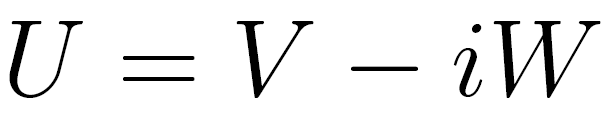 U = V − iW